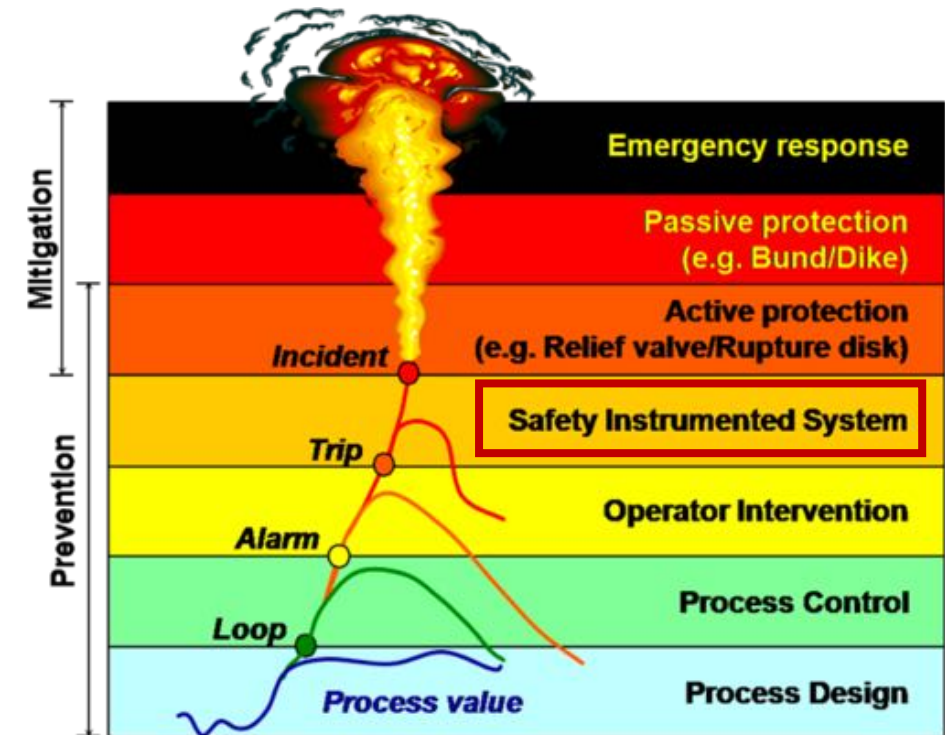 Emergency response
Passive protection
(e.g. Bund/Dike)
Active protection
(e.g. Relief valve/Rupture disk)
Incident
Safety Instrumented System
Trip
Operator Intervention
Alarm
Process Control
Loop
Process Design
Process value
Mitigation
Prevention